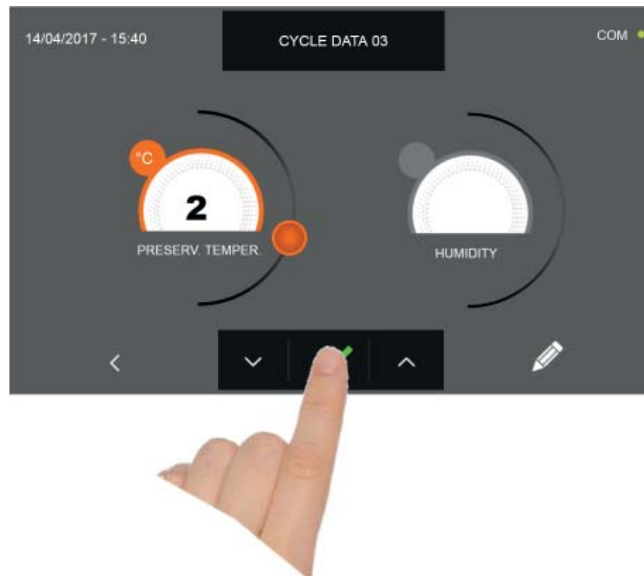 14/04/2017 - 15:40
CYCLE DATA 03
COM
°C
2
PRESERV. TEMPER.
HUMIDITY